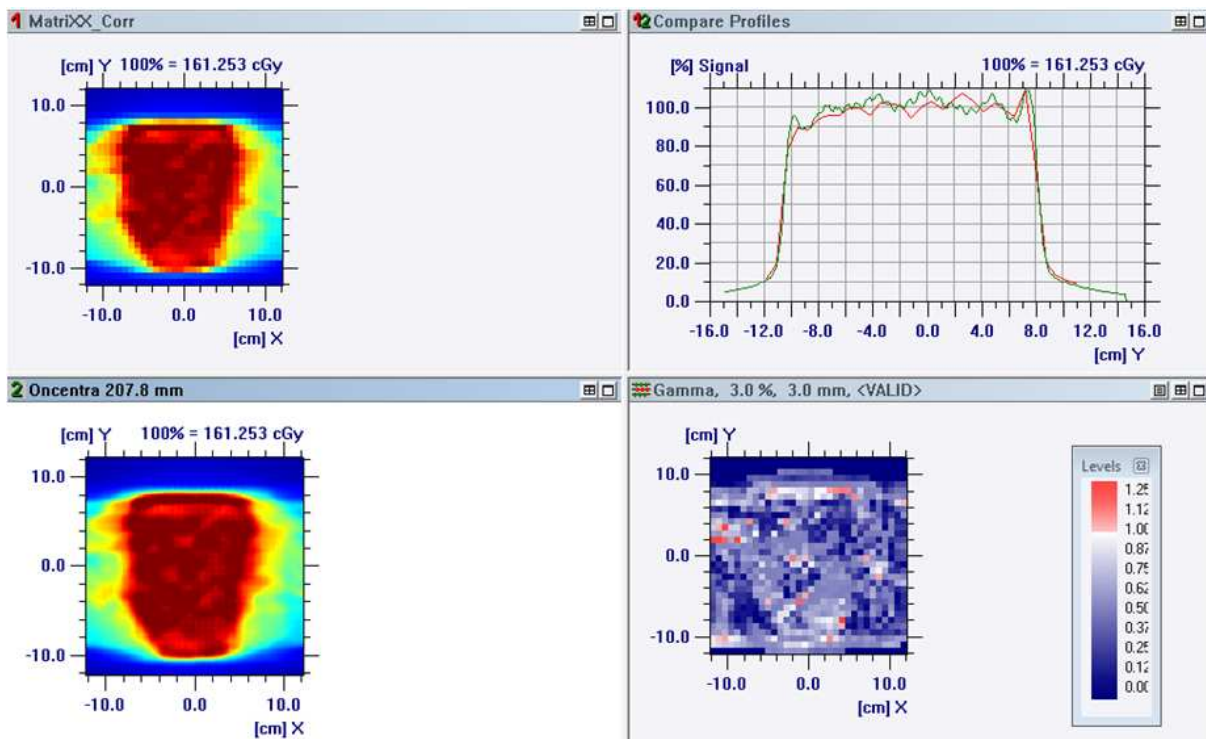 1 MatriXX_Corr
[cm] Y 100% = 161.253 cGy
10.0
0.0
-10.0
-10.0 0.0 10.0
[cm] X
12 Compare Profiles
[%] Signal 100% = 161.253 cGy
100.0
80.0
60.0
40.0
20.0
0.0
-16.0 -12.0 -8.0 -4.0 0.0 4.0 8.0 12.0 16.0
[cm] Y
2 Oncentra 207.8 mm
[cm] Y 100% = 161.253 cGy
10.0
0.0
-10.0
-10.0 0.0 10.0
[cm] X
Gamma, 3.0 %, 3.0 mm, <VALID>
[cm] Y
10.0
0.0
-10.0
-10.0 0.0 10.0
[cm] X
Levels
1.25
1.12
1.00
0.87
0.75
0.62
0.50
0.37
0.25
0.12
0.00